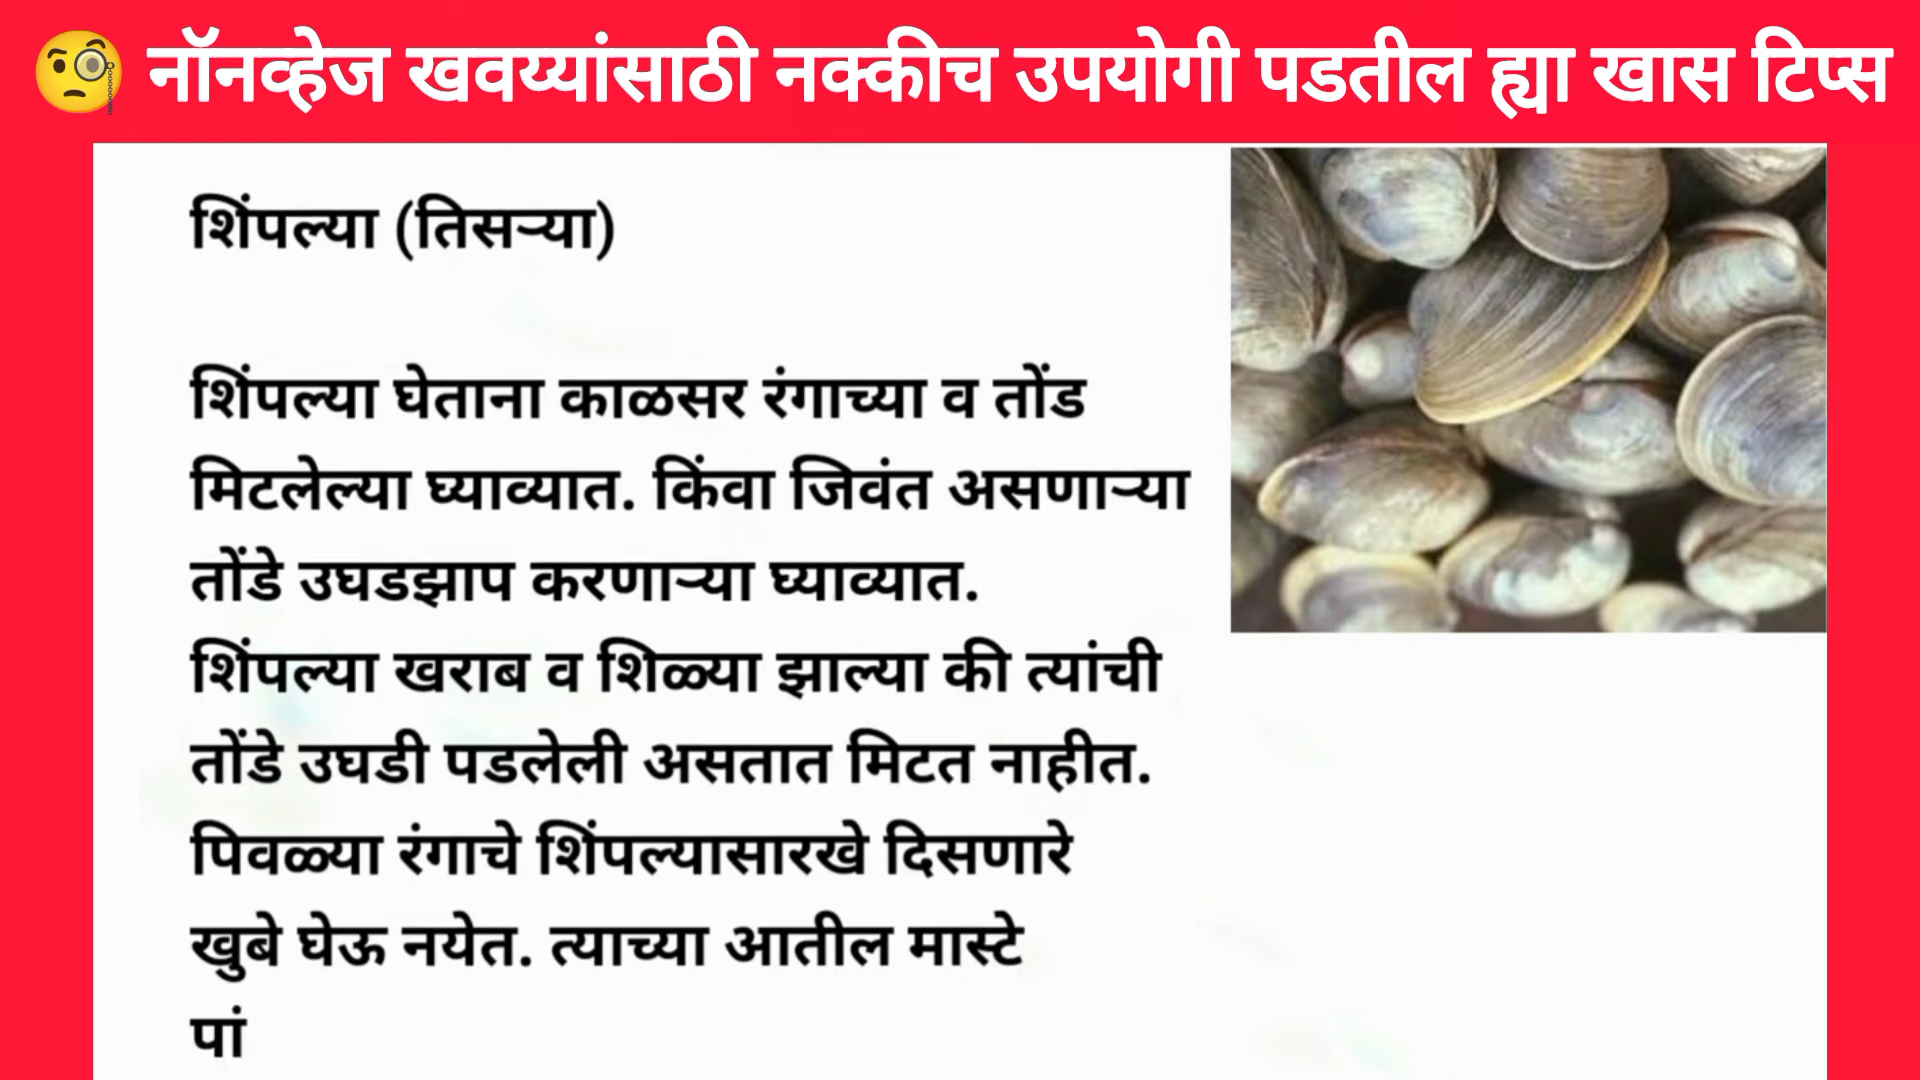 🧐 नॉनव्हेज खवय्यांसाठी नक्कीच उपयोगी पडतील ह्या खास टिप्स
शिंपल्या (तिसऱ्या)
शिंपल्या घेताना काळसर रंगाच्या व तोंड
मिटलेल्या घ्याव्यात. किंवा जिवंत असणाऱ्या
तोंडे उघडझाप करणाऱ्या घ्याव्यात.
शिंपल्या खराब व शिळ्या झाल्या की त्यांची
तोंडे उघडी पडलेली असतात मिटत नाहीत.
पिवळ्या रंगाचे शिंपल्यासारखे दिसणारे
खुबे घेऊ नयेत. त्याच्या आतील मास्टे
पां